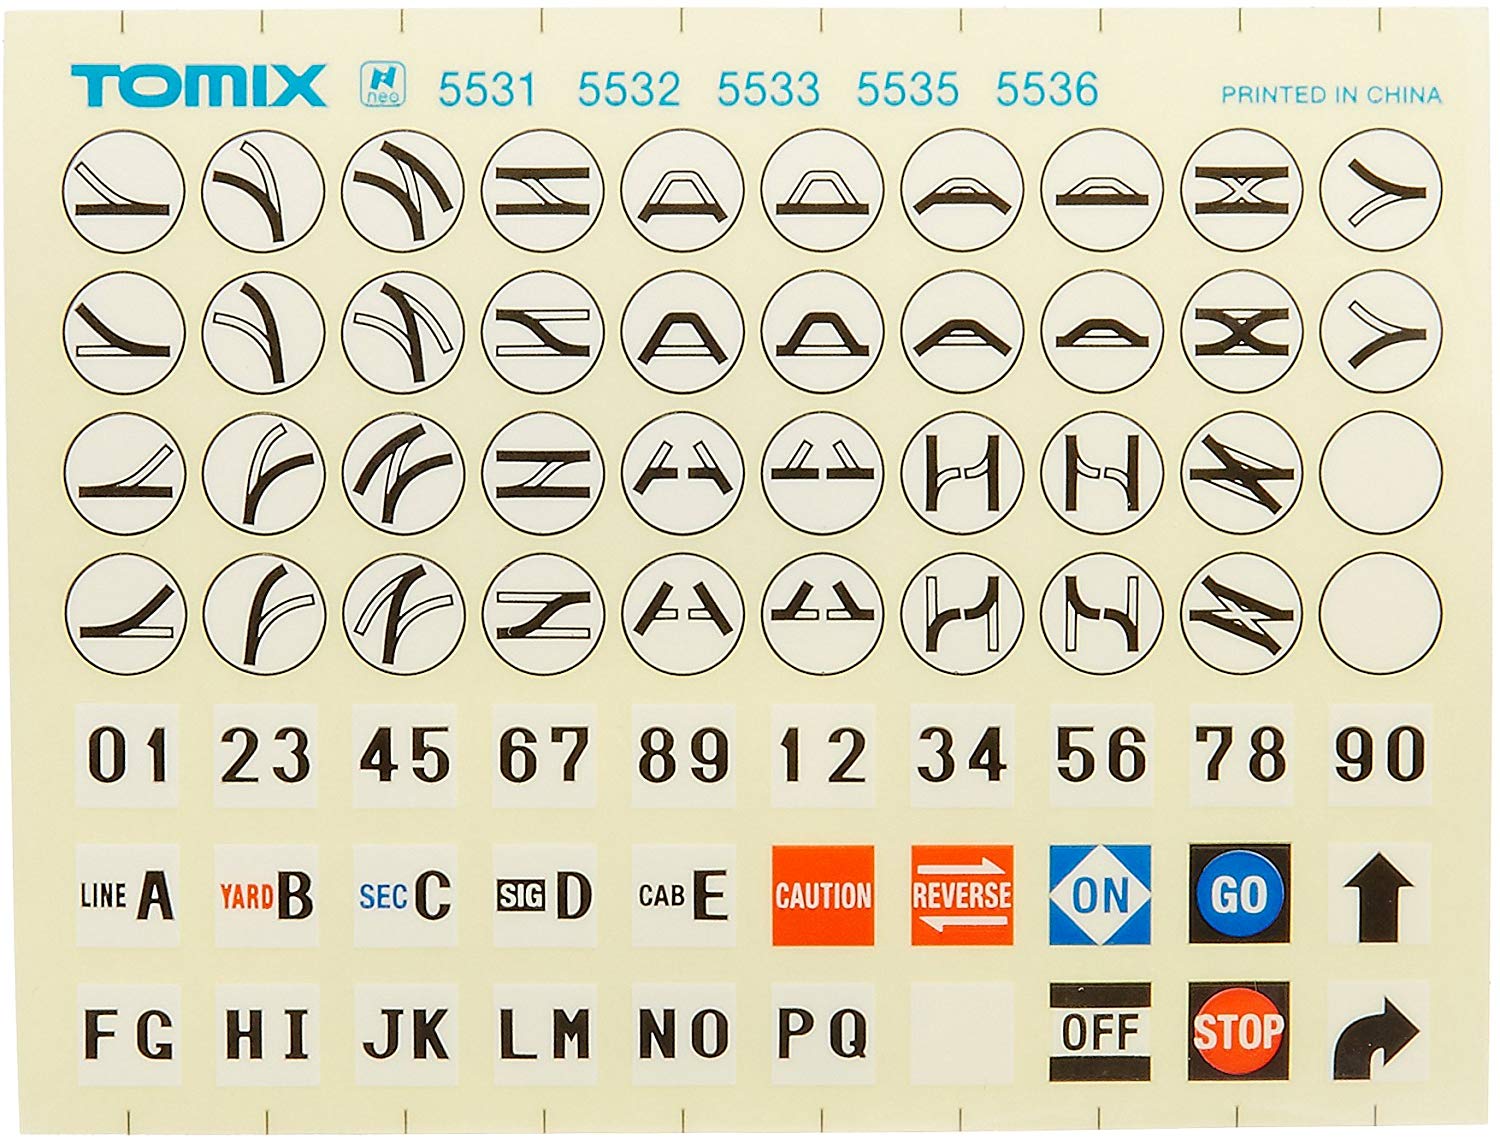 TOMIX N neo 5531 5532 5533 5535 5536 PRINTED IN CHINA
01 23 45 67 89 12 34 56 78 90
LINE A YARD B SEC C SIG D CAB E CAUTION REVERSE ON GO
FG HI JK LM NO PQ OFF STOP